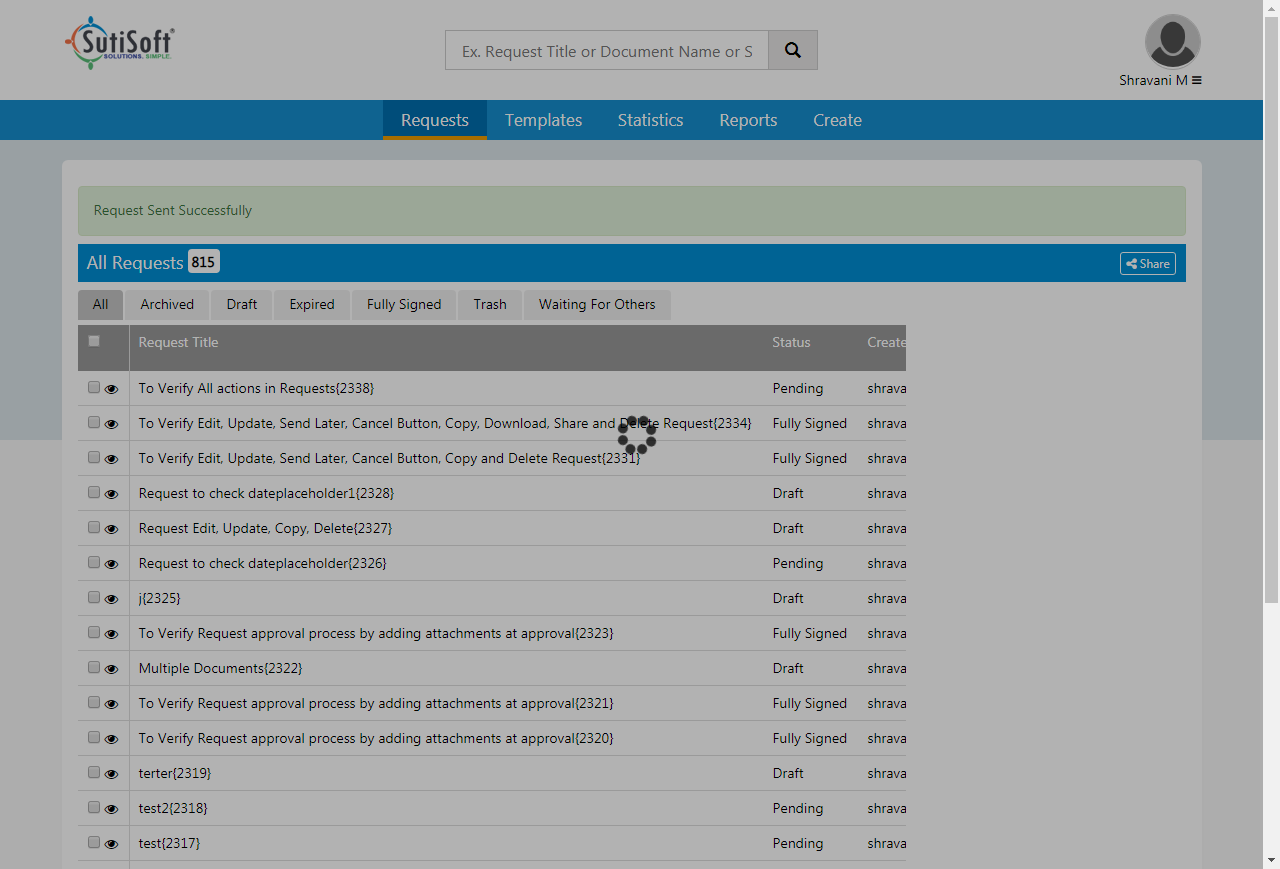 SutiSoft
SOLUTIONS. SIMPLE.
Ex. Request Title or Document Name or S
Shravani M
Requests Templates Statistics Reports Create
Request Sent Successfully
All Requests 815 Share
All Archived Draft Expired Fully Signed Trash Waiting For Others
Request Title Status Create
To Verify All actions in Requests{2338} Pending shrava
To Verify Edit, Update, Send Later, Cancel Button, Copy, Download, Share and Delete Request{2334} Fully Signed shrava
To Verify Edit, Update, Send Later, Cancel Button, Copy and Delete Request{2331} Fully Signed shrava
Request to check dateplaceholder1{2328} Draft shrava
Request Edit, Update, Copy, Delete{2327} Draft shrava
Request to check dateplaceholder{2326} Pending shrava
j{2325} Draft shrava
To Verify Request approval process by adding attachments at approval{2323} Fully Signed shrava
Multiple Documents{2322} Draft shrava
To Verify Request approval process by adding attachments at approval{2321} Fully Signed shrava
To Verify Request approval process by adding attachments at approval{2320} Fully Signed shrava
terter{2319} Draft shrava
test2{2318} Pending shrava
test{2317} Pending shrava